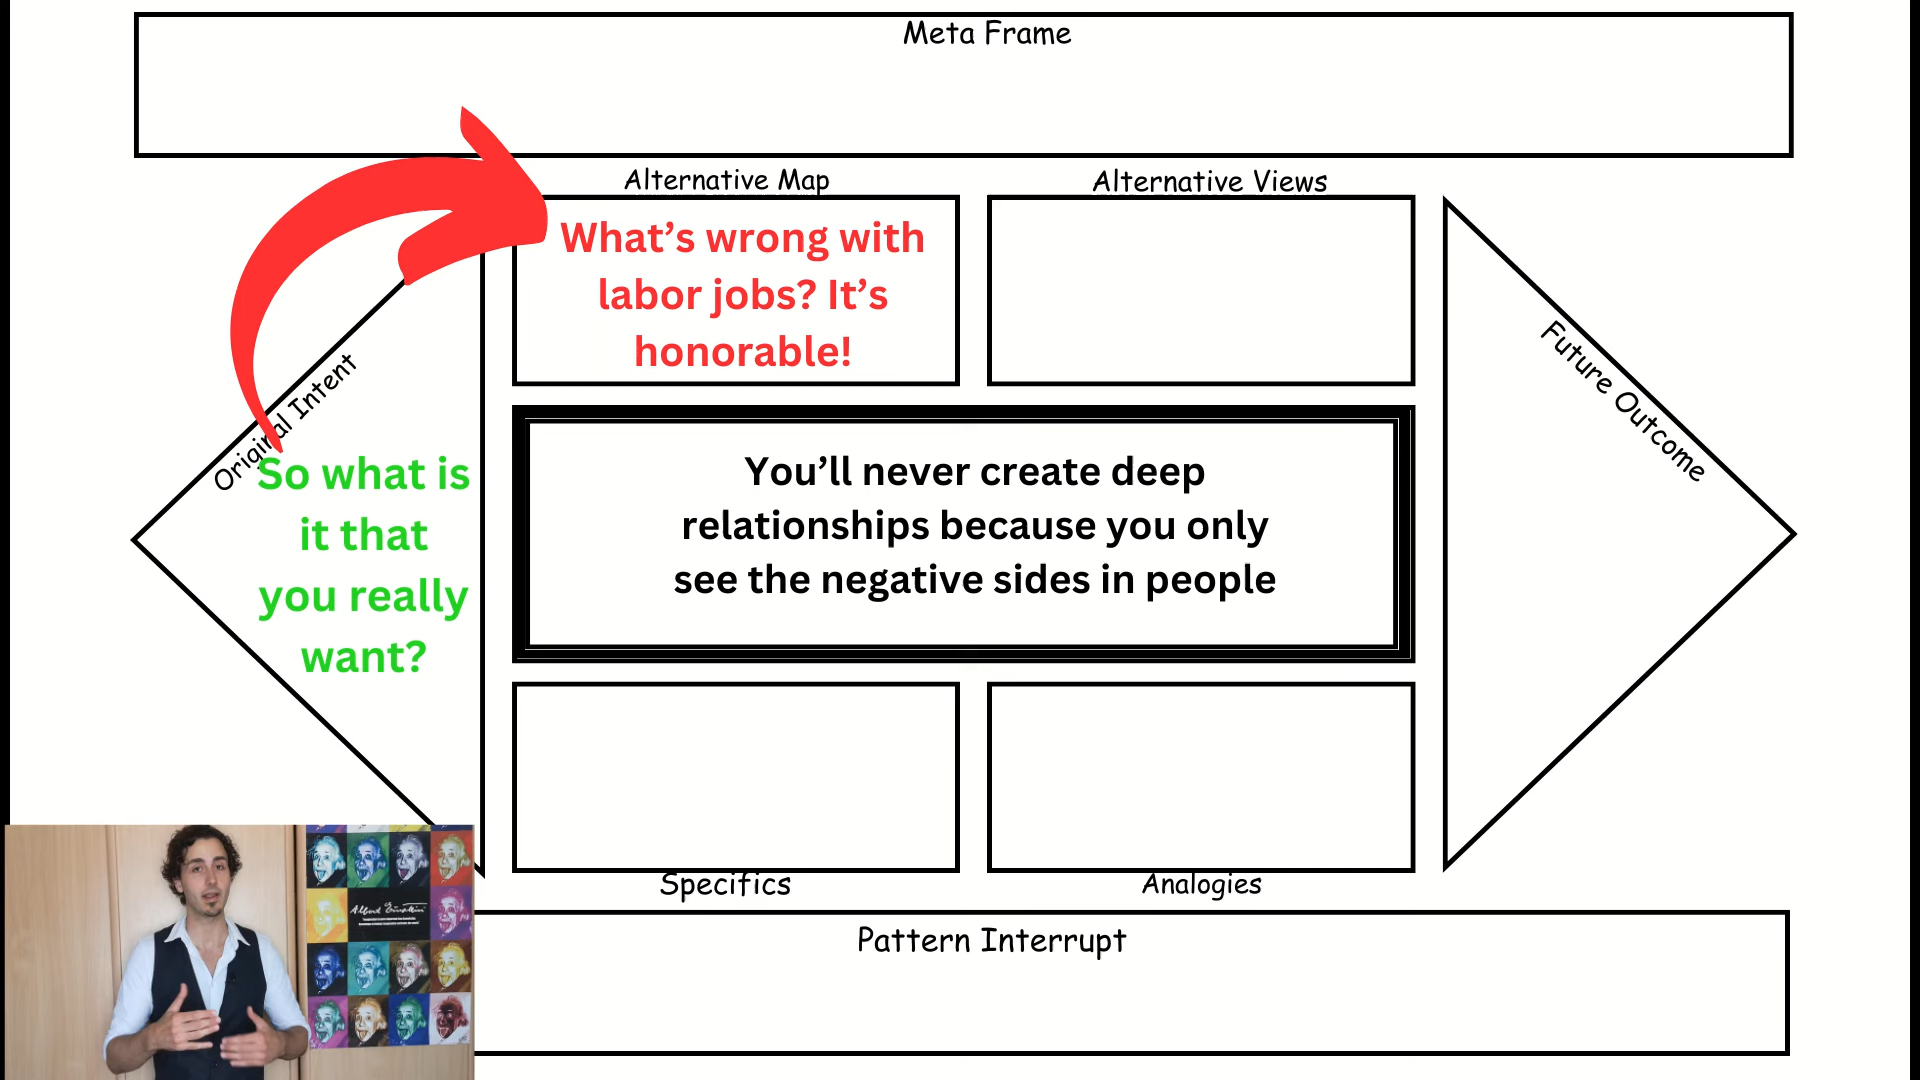 Meta Frame
Alternative Map
Alternative Views
What’s wrong with
labor jobs? It’s
honorable!
Original Intent
So what is
it that
you really
want?
You’ll never create deep
relationships because you only
see the negative sides in people
Future Outcome
Specifics
Analogies
Albert Einstein
Pattern Interrupt